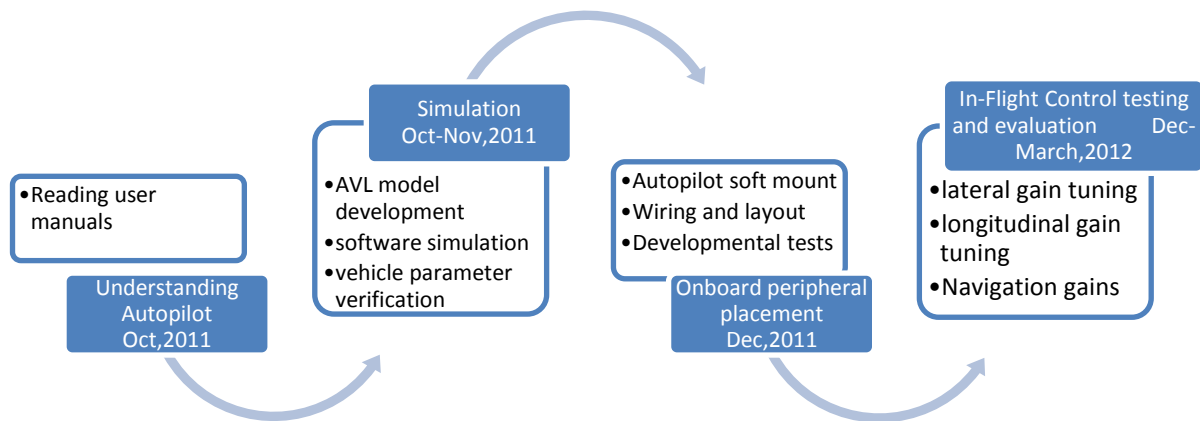 •Reading user
manuals
Understanding
Autopilot
Oct,2011
Simulation
Oct-Nov,2011
•AVL model
development
•software simulation
•vehicle parameter
verification
•Autopilot soft mount
•Wiring and layout
•Developmental tests
Onboard peripheral
placement
Dec,2011
In-Flight Control testing
and evaluation Dec-
March,2012
•lateral gain tuning
•longitudinal gain
tuning
•Navigation gains